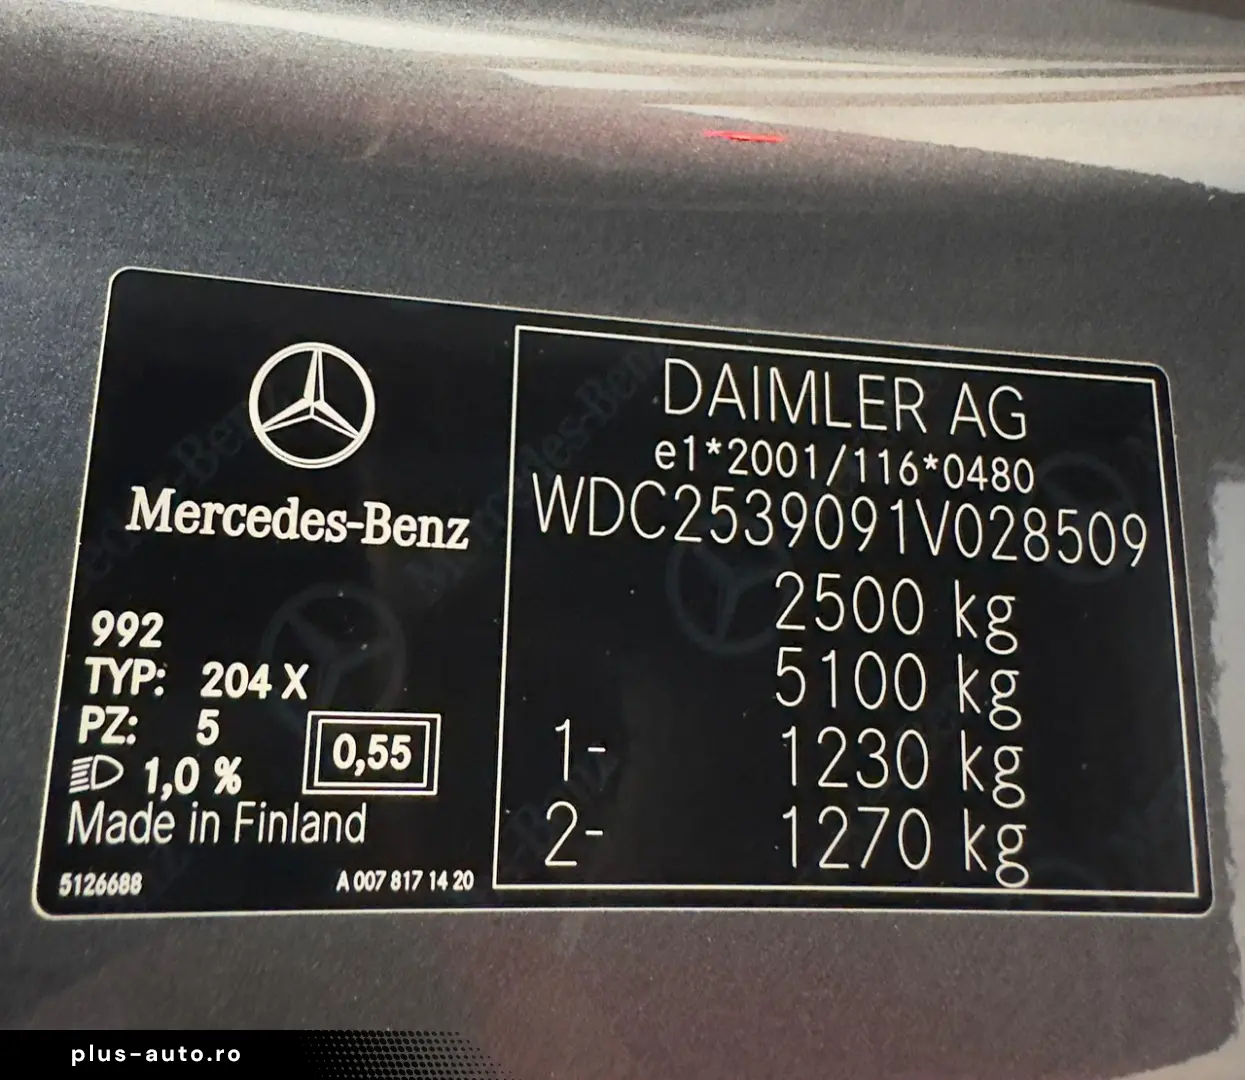 Mercedes-Benz
992
TYP: 204 X
PZ: 5
1,0 %
0,55
Made in Finland
5126688
A 007 817 14 20
DAIMLER AG
e1*2001/116*0480
WDC2539091V028509
2500 kg
5100 kg
1- 1230 kg
2- 1270 kg
plus-auto.ro